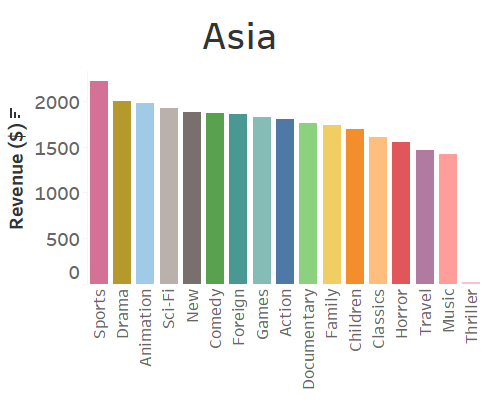 Asia
Revenue ($)
2000
1500
1000
500
0
Sports
Drama
Animation
Sci-Fi
New
Comedy
Foreign
Games
Action
Documentary
Family
Children
Classics
Horror
Travel
Music
Thriller